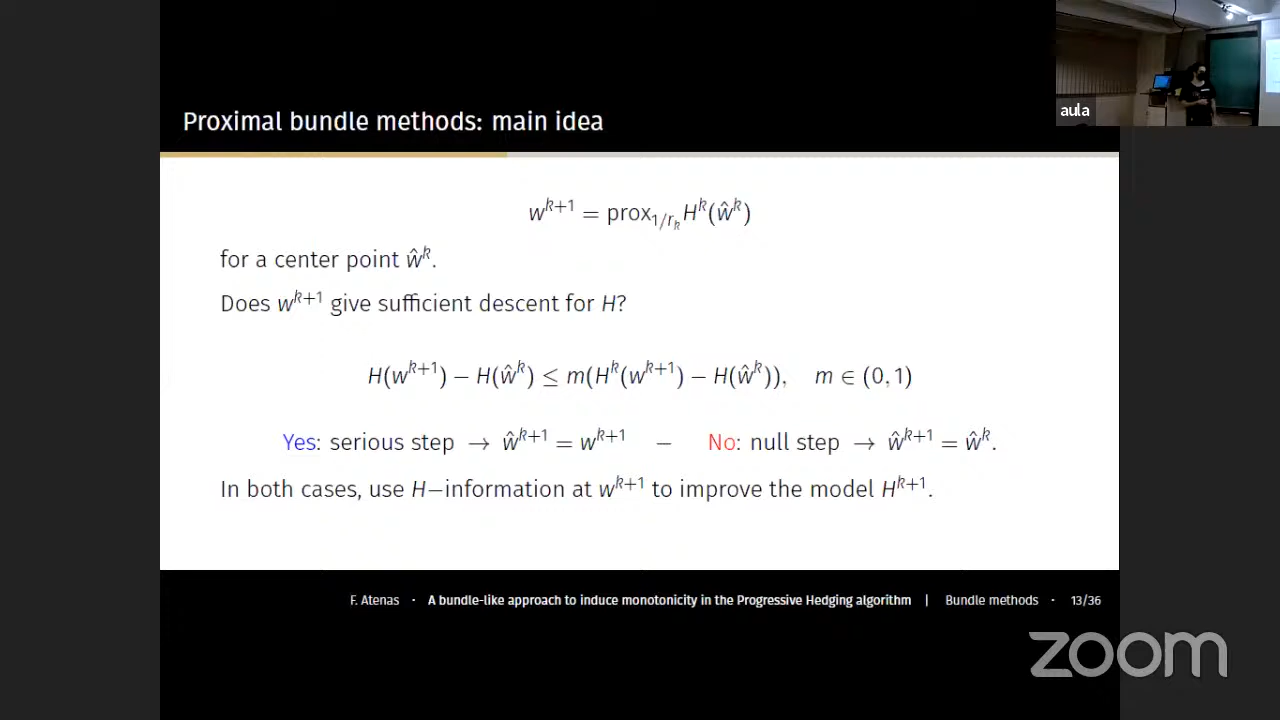 aula
Proximal bundle methods: main idea
w^{k+1} = prox_{1/r_k} H^k(ŵ^k)
for a center point ŵ^k.
Does w^{k+1} give sufficient descent for H?
H(w^{k+1}) − H(ŵ^k) ≤ m(H^k(w^{k+1}) − H(ŵ^k)), m ∈ (0, 1)
Yes: serious step → ŵ^{k+1} = w^{k+1} − No: null step → ŵ^{k+1} = ŵ^k.
In both cases, use H−information at w^{k+1} to improve the model H^{k+1}.
F. Atenas · A bundle-like approach to induce monotonicity in the Progressive Hedging algorithm | Bundle methods · 13/36
zoom